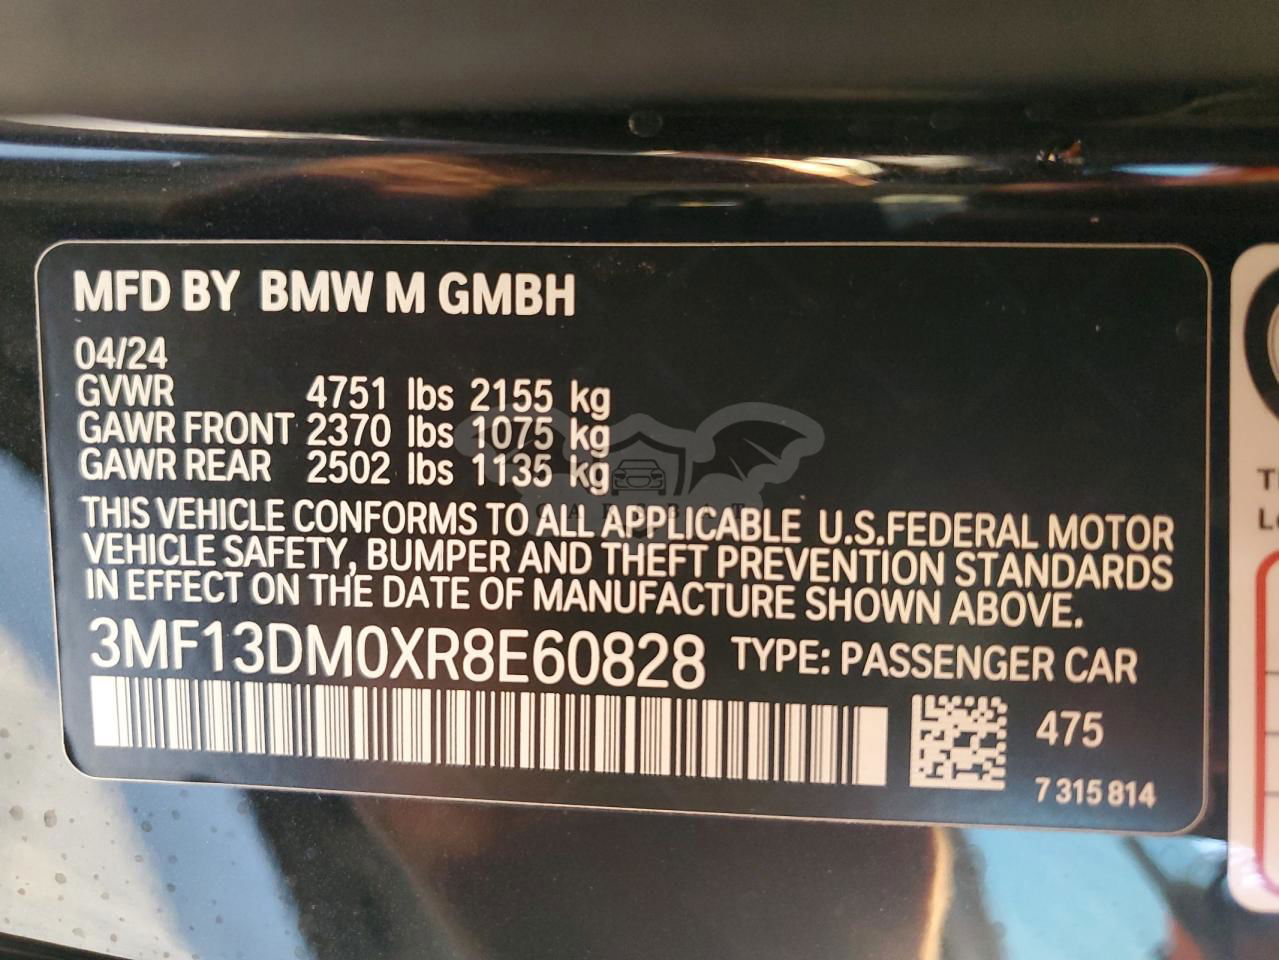 MFD BY BMW M GMBH
04/24
GVWR 4751 lbs 2155 kg
GAWR FRONT 2370 lbs 1075 kg
GAWR REAR 2502 lbs 1135 kg
THIS VEHICLE CONFORMS TO ALL APPLICABLE U.S.FEDERAL MOTOR
VEHICLE SAFETY, BUMPER AND THEFT PREVENTION STANDARDS
IN EFFECT ON THE DATE OF MANUFACTURE SHOWN ABOVE.
3MF13DM0XR8E60828 TYPE: PASSENGER CAR
475
7 315 814